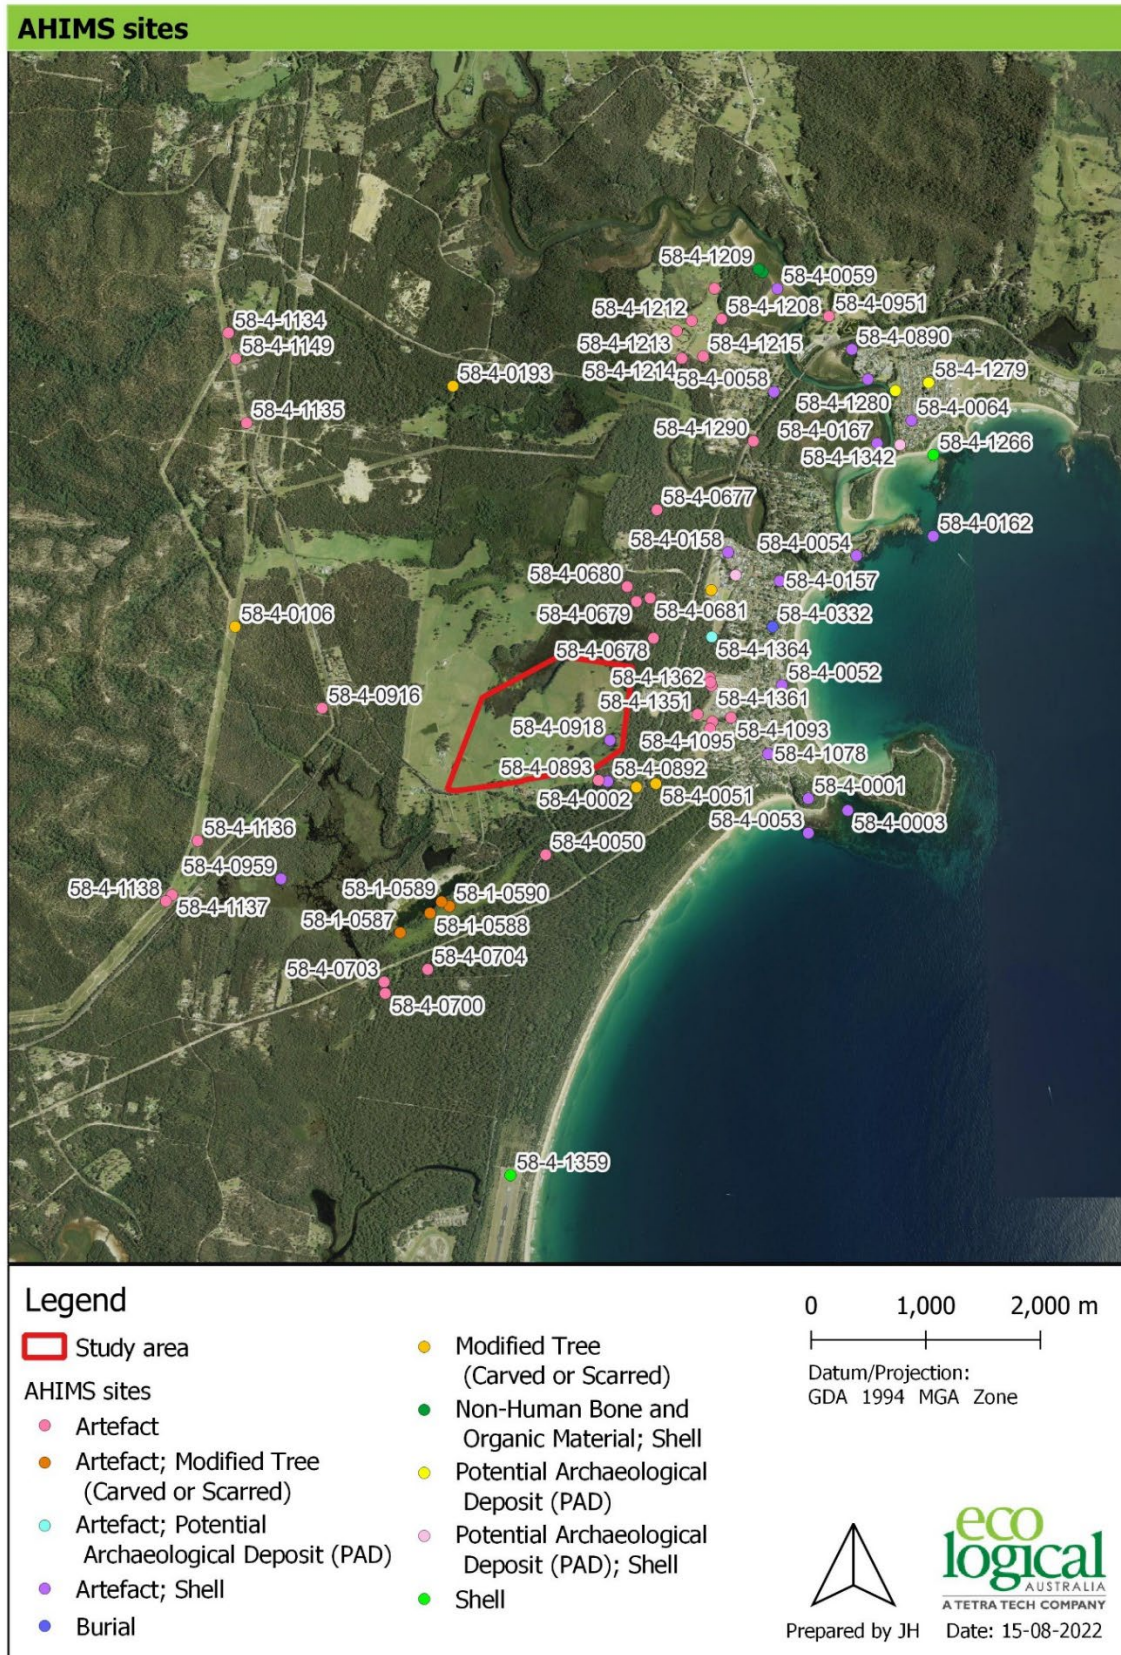 AHIMS sites
58-4-1209
58-4-0059
58-4-1212
58-4-1208
58-4-0951
58-4-1134
58-4-1213
58-4-1215
58-4-0890
58-4-1149
58-4-1214
58-4-0058
58-4-0193
58-4-1279
58-4-1280
58-4-0064
58-4-1135
58-4-1290
58-4-0167
58-4-1266
58-4-1342
58-4-0677
58-4-0162
58-4-0158
58-4-0054
58-4-0680
58-4-0157
58-4-0679
58-4-0681
58-4-0106
58-4-0332
58-4-0678
58-4-1364
58-4-1362
58-4-0052
58-4-0916
58-4-1351
58-4-1361
58-4-0918
58-4-1093
58-4-1095
58-4-1078
58-4-0893
58-4-0892
58-4-0002
58-4-0051
58-4-0001
58-4-0053
58-4-0003
58-4-1136
58-4-0050
58-4-0959
58-4-1138
58-4-1137
58-1-0589
58-1-0590
58-1-0587
58-1-0588
58-4-0704
58-4-0703
58-4-0700
58-4-1359
Legend
Study area
AHIMS sites
Artefact
Artefact; Modified Tree
(Carved or Scarred)
Artefact; Potential
Archaeological Deposit (PAD)
Artefact; Shell
Burial
Modified Tree
(Carved or Scarred)
Non-Human Bone and
Organic Material; Shell
Potential Archaeological
Deposit (PAD)
Potential Archaeological
Deposit (PAD); Shell
Shell
0 1,000 2,000 m
Datum/Projection:
GDA 1994 MGA Zone
eco
logical
AUSTRALIA
A TETRA TECH COMPANY
Prepared by JH Date: 15-08-2022